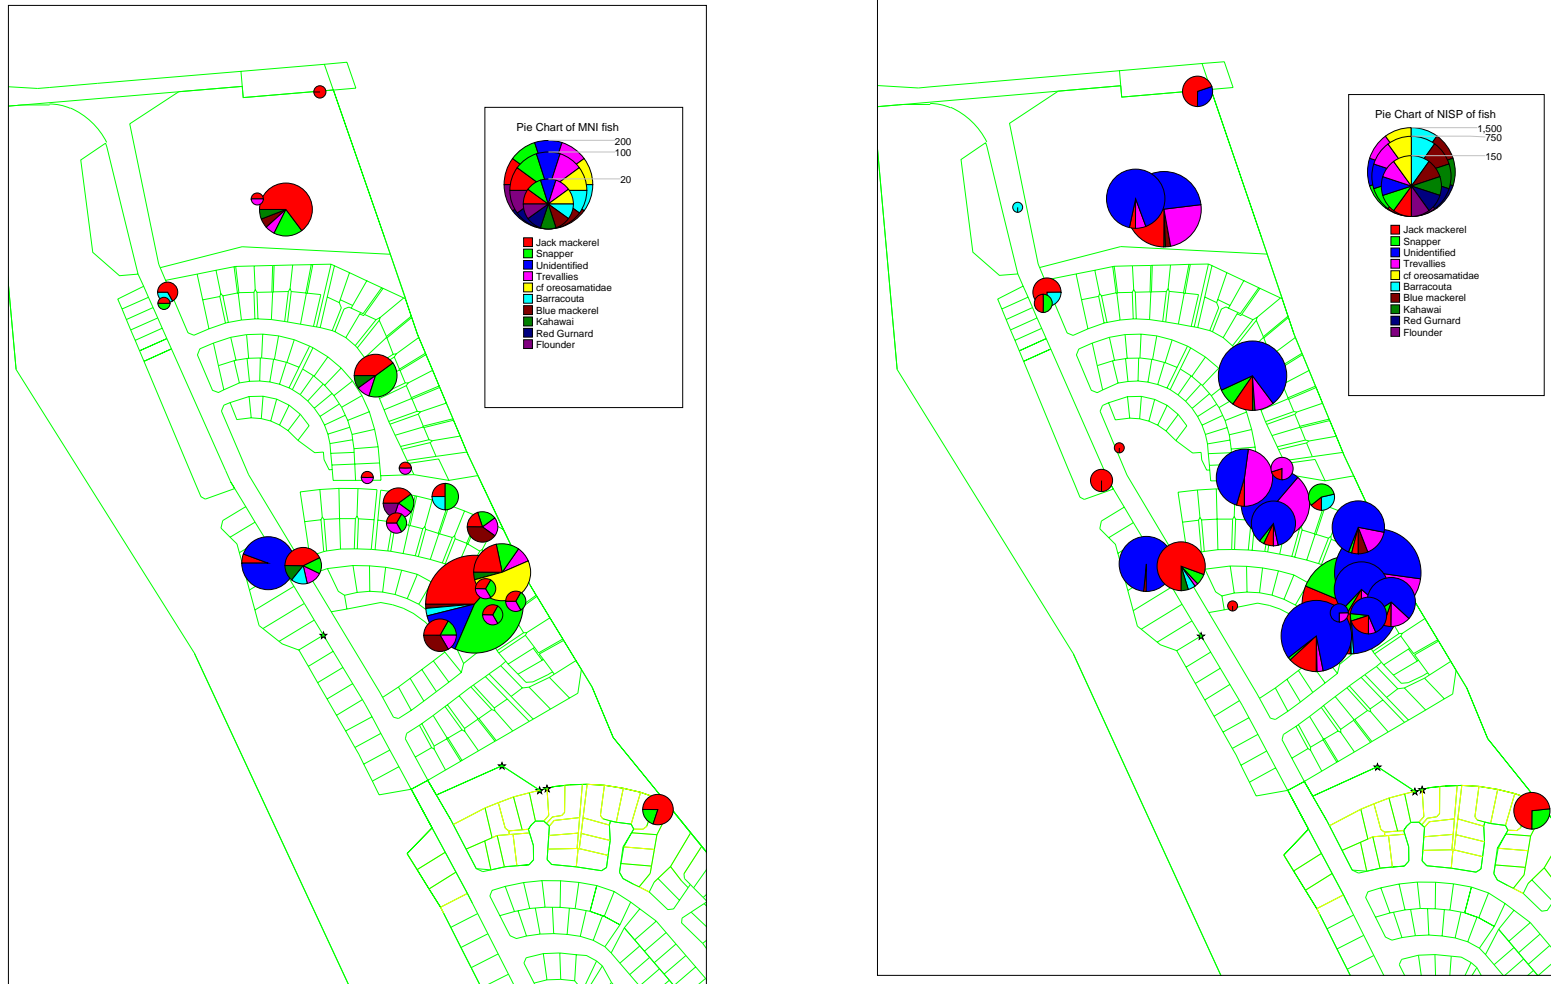 Pie Chart of MNI fish
200
100
20
Jack mackerel
Snapper
Unidentified
Trevallies
cf oreosamatidae
Barracouta
Blue mackerel
Kahawai
Red Gurnard
Flounder
Pie Chart of NISP of fish
1,500
750
150
Jack mackerel
Snapper
Unidentified
Trevallies
cf oreosamatidae
Barracouta
Blue mackerel
Kahawai
Red Gurnard
Flounder